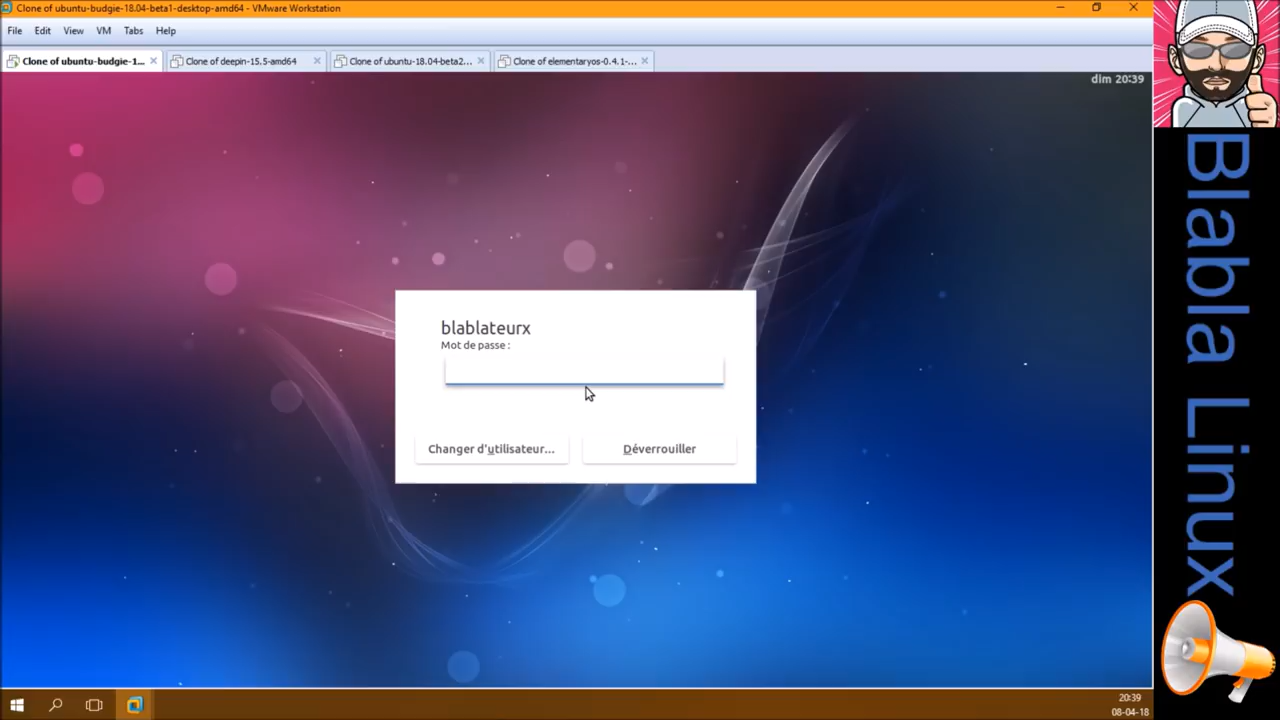 Clone of ubuntu-budgie-18.04-beta1-desktop-amd64 - VMware Workstation
File Edit View VM Tabs Help
Clone of ubuntu-budgie-1... Clone of deepin-15.5-amd64 Clone of ubuntu-18.04-beta2... Clone of elementaryos-0.4.1-...
dim 20:39
blablateurx
Mot de passe :
Changer d'utilisateur... Déverrouiller
20:39
08-04-18
Blabla Linux